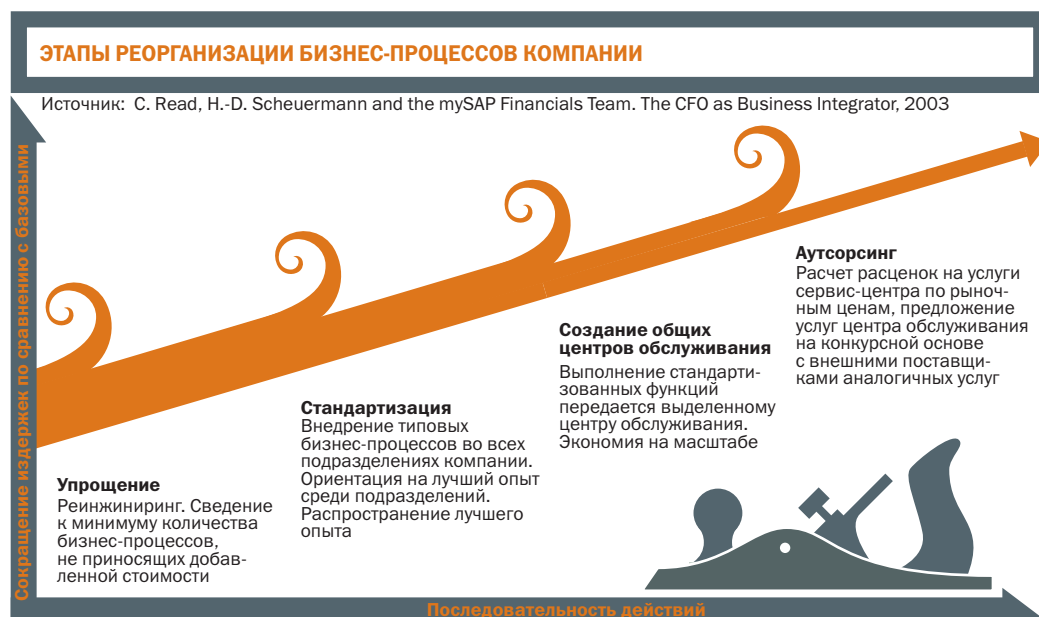 ЭТАПЫ РЕОРГАНИЗАЦИИ БИЗНЕС-ПРОЦЕССОВ КОМПАНИИ
Источник: C. Read, H.-D. Scheuermann and the mySAP Financials Team. The CFO as Business Integrator, 2003
Сокращение издержек по сравнению с базовыми
Упрощение
Реинжиниринг. Сведение
к минимуму количества
бизнес-процессов,
не приносящих добав-
ленной стоимости
Стандартизация
Внедрение типовых
бизнес-процессов во всех
подразделениях компании.
Ориентация на лучший опыт
среди подразделений.
Распространение лучшего
опыта
Создание общих
центров обслуживания
Выполнение стандарти-
зованных функций
передается выделенному
центру обслуживания.
Экономия на масштабе
Аутсорсинг
Расчет расценок на услуги
сервис-центра по рыноч-
ным ценам, предложение
услуг центра обслуживания
на конкурсной основе
с внешними поставщи-
ками аналогичных услуг
Последовательность действий